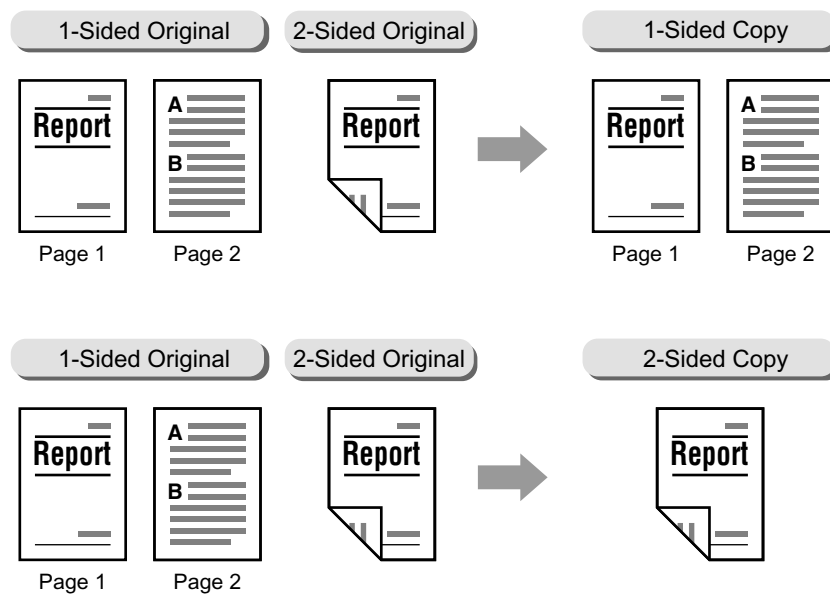 1-Sided Original 2-Sided Original 1-Sided Copy
Report A B Report Report A B
Page 1 Page 2 Page 1 Page 2
1-Sided Original 2-Sided Original 2-Sided Copy
Report A B Report Report
Page 1 Page 2